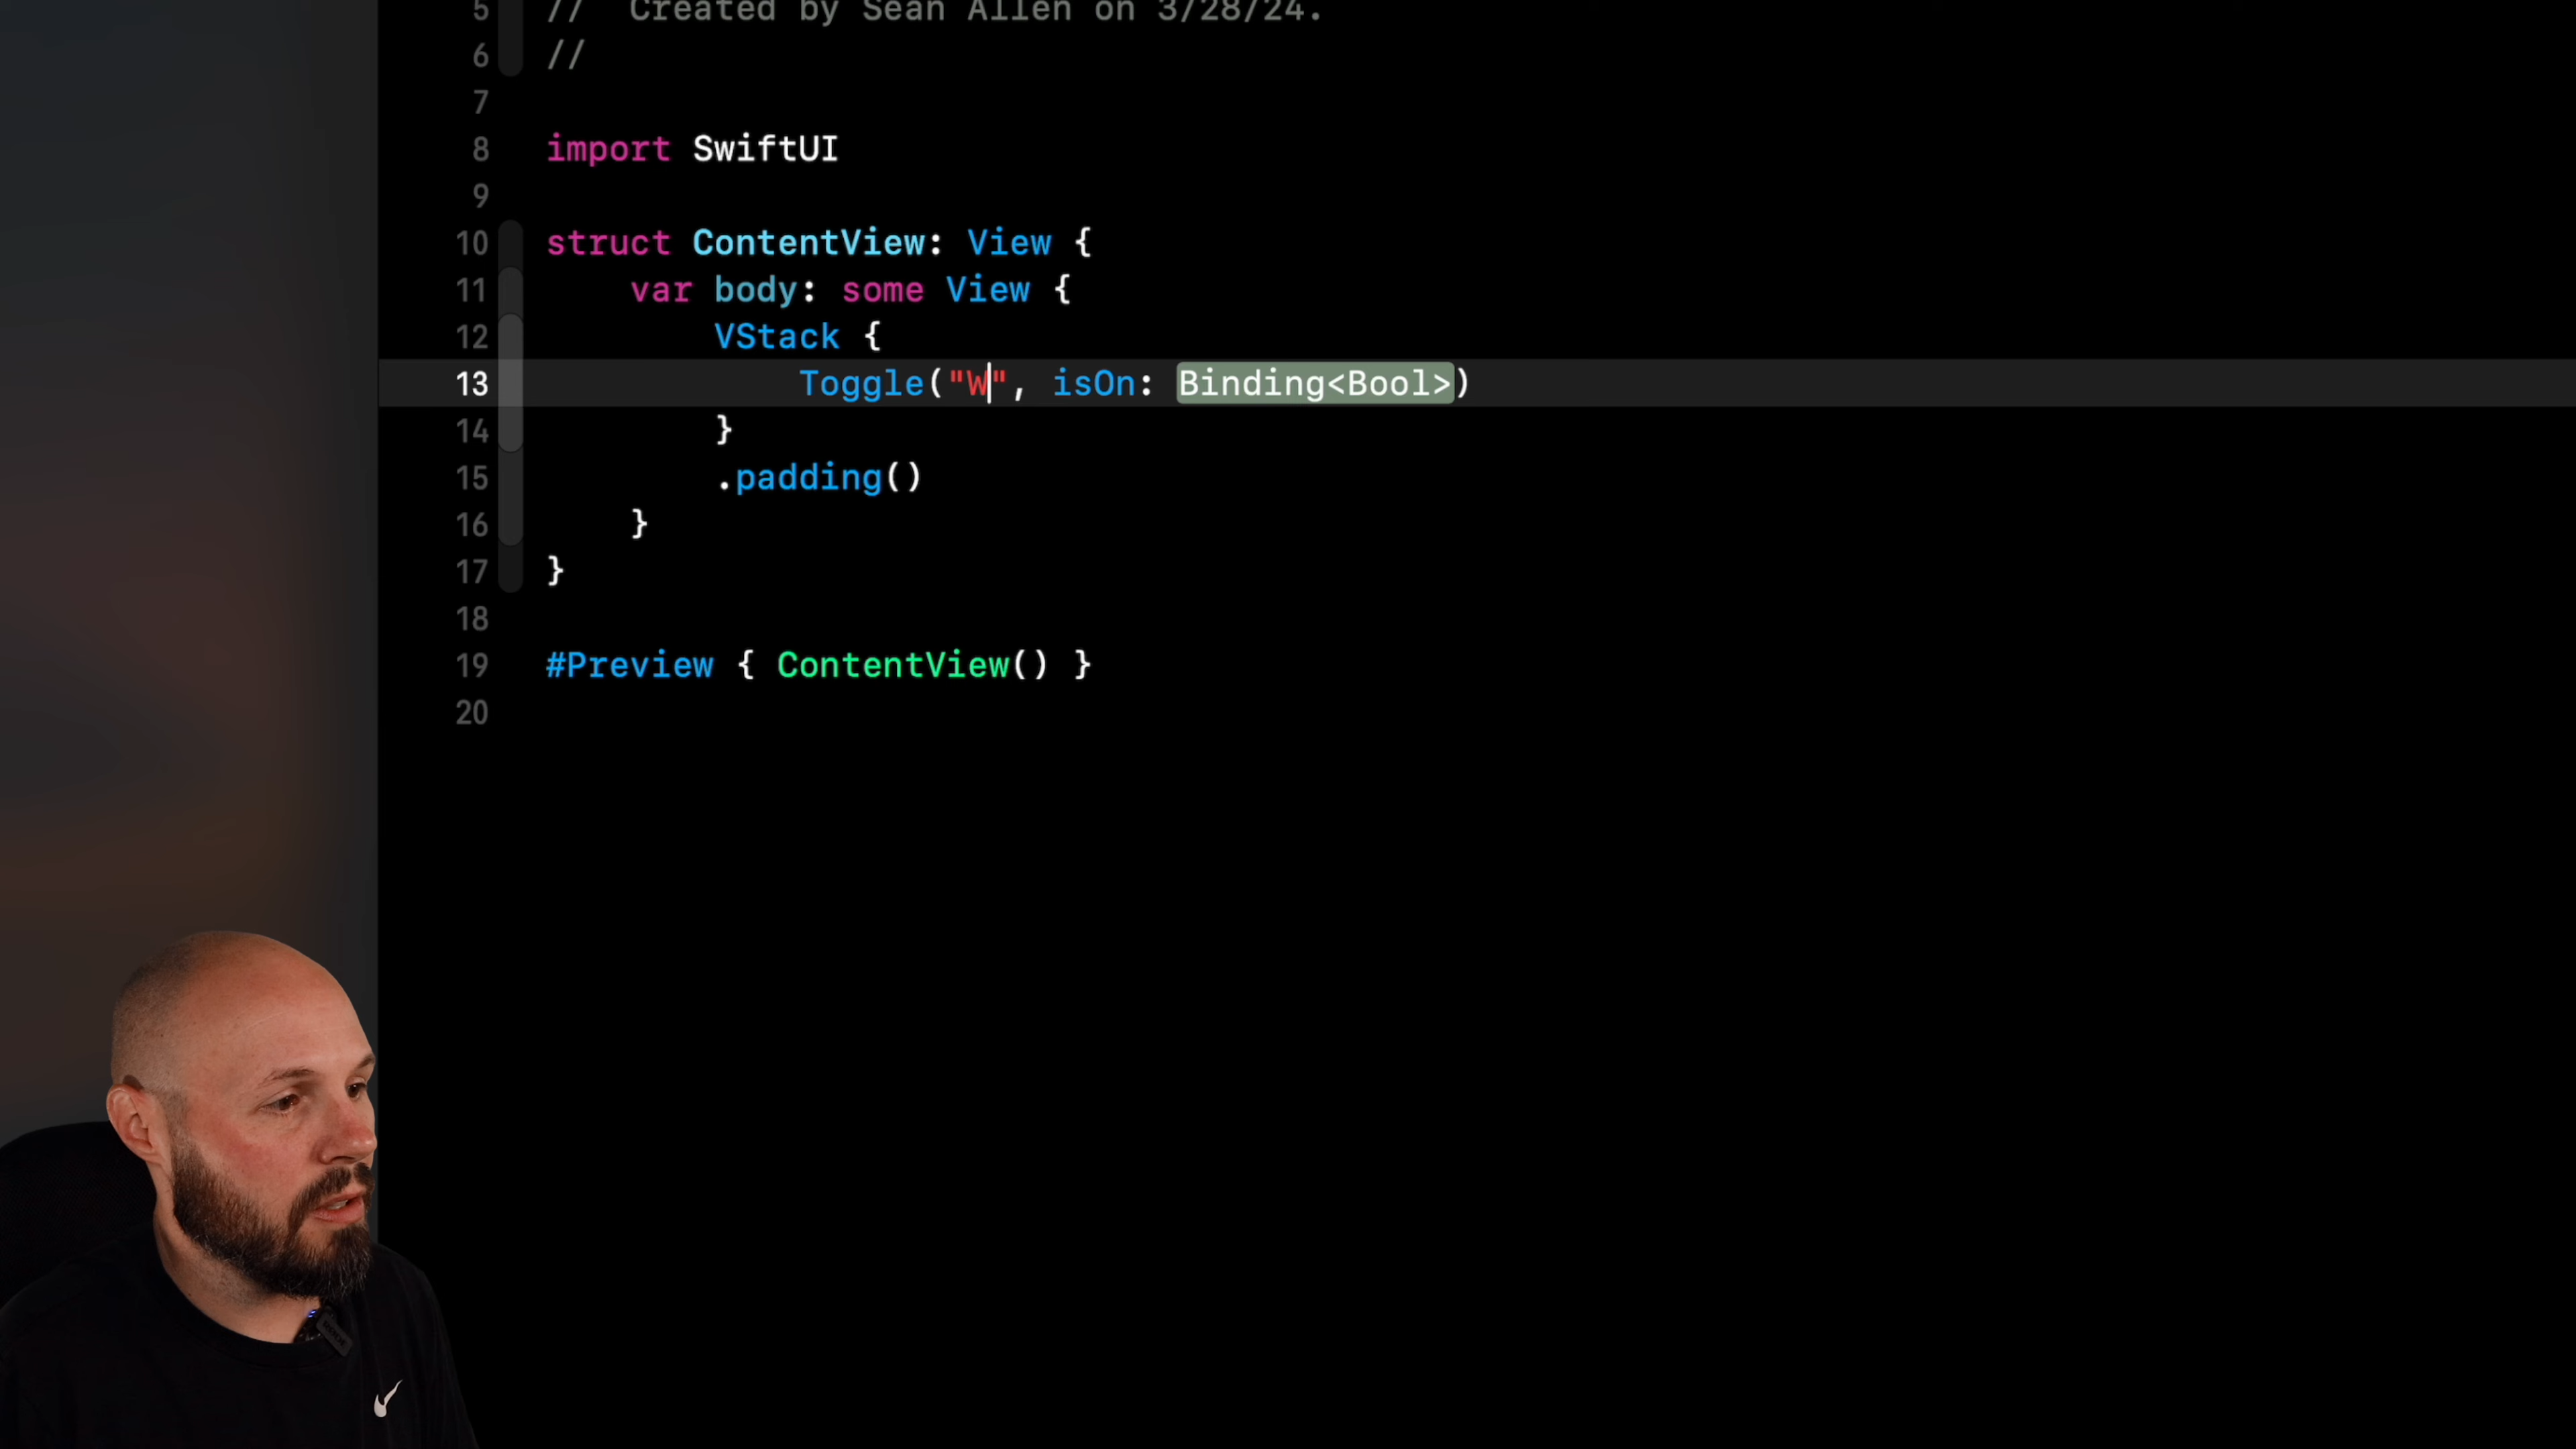 5 // Created by Sean Allen on 3/28/24.
6 //
7
8 import SwiftUI
9
10 struct ContentView: View {
11 var body: some View {
12 VStack {
13 Toggle("W", isOn: Binding<Bool>)
14 }
15 .padding()
16 }
17 }
18
19 #Preview { ContentView() }
20